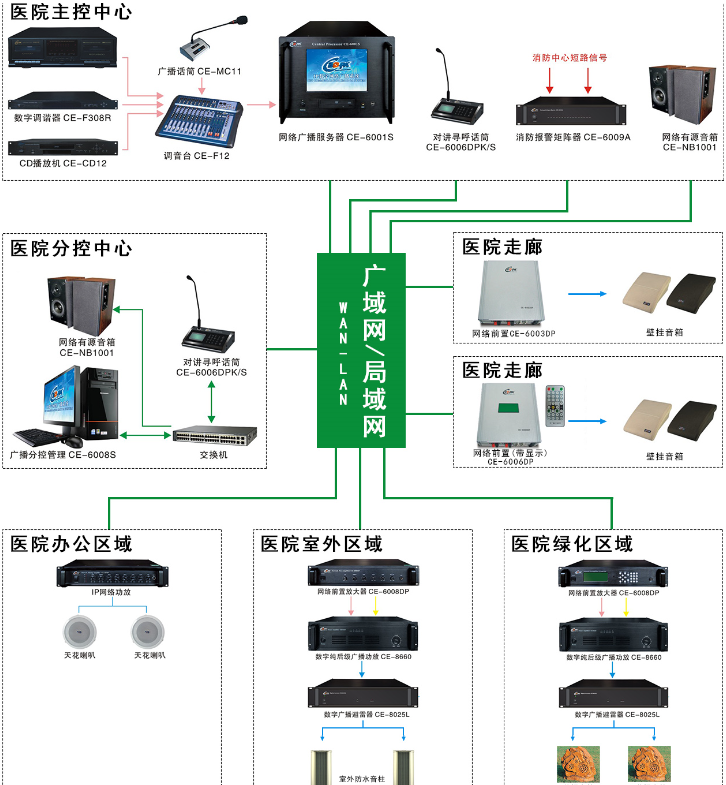 医院主控中心
广播话筒 CE-MC11
数字调谐器 CE-F308R
CD播放机 CE-CD12
调音台 CE-F12
网络广播服务器 CE-6001S
对讲寻呼话筒
CE-6006DPK/S
消防中心短路信号
消防报警矩阵器 CE-6009A
网络有源音箱
CE-NB1001
医院分控中心
网络有源音箱
CE-NB1001
对讲寻呼话筒
CE-6006DPK/S
广播分控管理 CE-6008S
交换机
广域网/局域网
WAN-LAN
医院走廊
网络前置CE-6003DP
壁挂音箱
医院走廊
网络前置(带显示)
CE-6006DP
壁挂音箱
医院办公区域
IP网络功放
天花喇叭
天花喇叭
医院室外区域
网络前置放大器 CE-6008DP
数字纯后级广播功放 CE-8660
数字广播避雷器 CE-8025L
室外防水音柱
医院绿化区域
网络前置放大器 CE-6008DP
数字纯后级广播功放 CE-8660
数字广播避雷器 CE-8025L